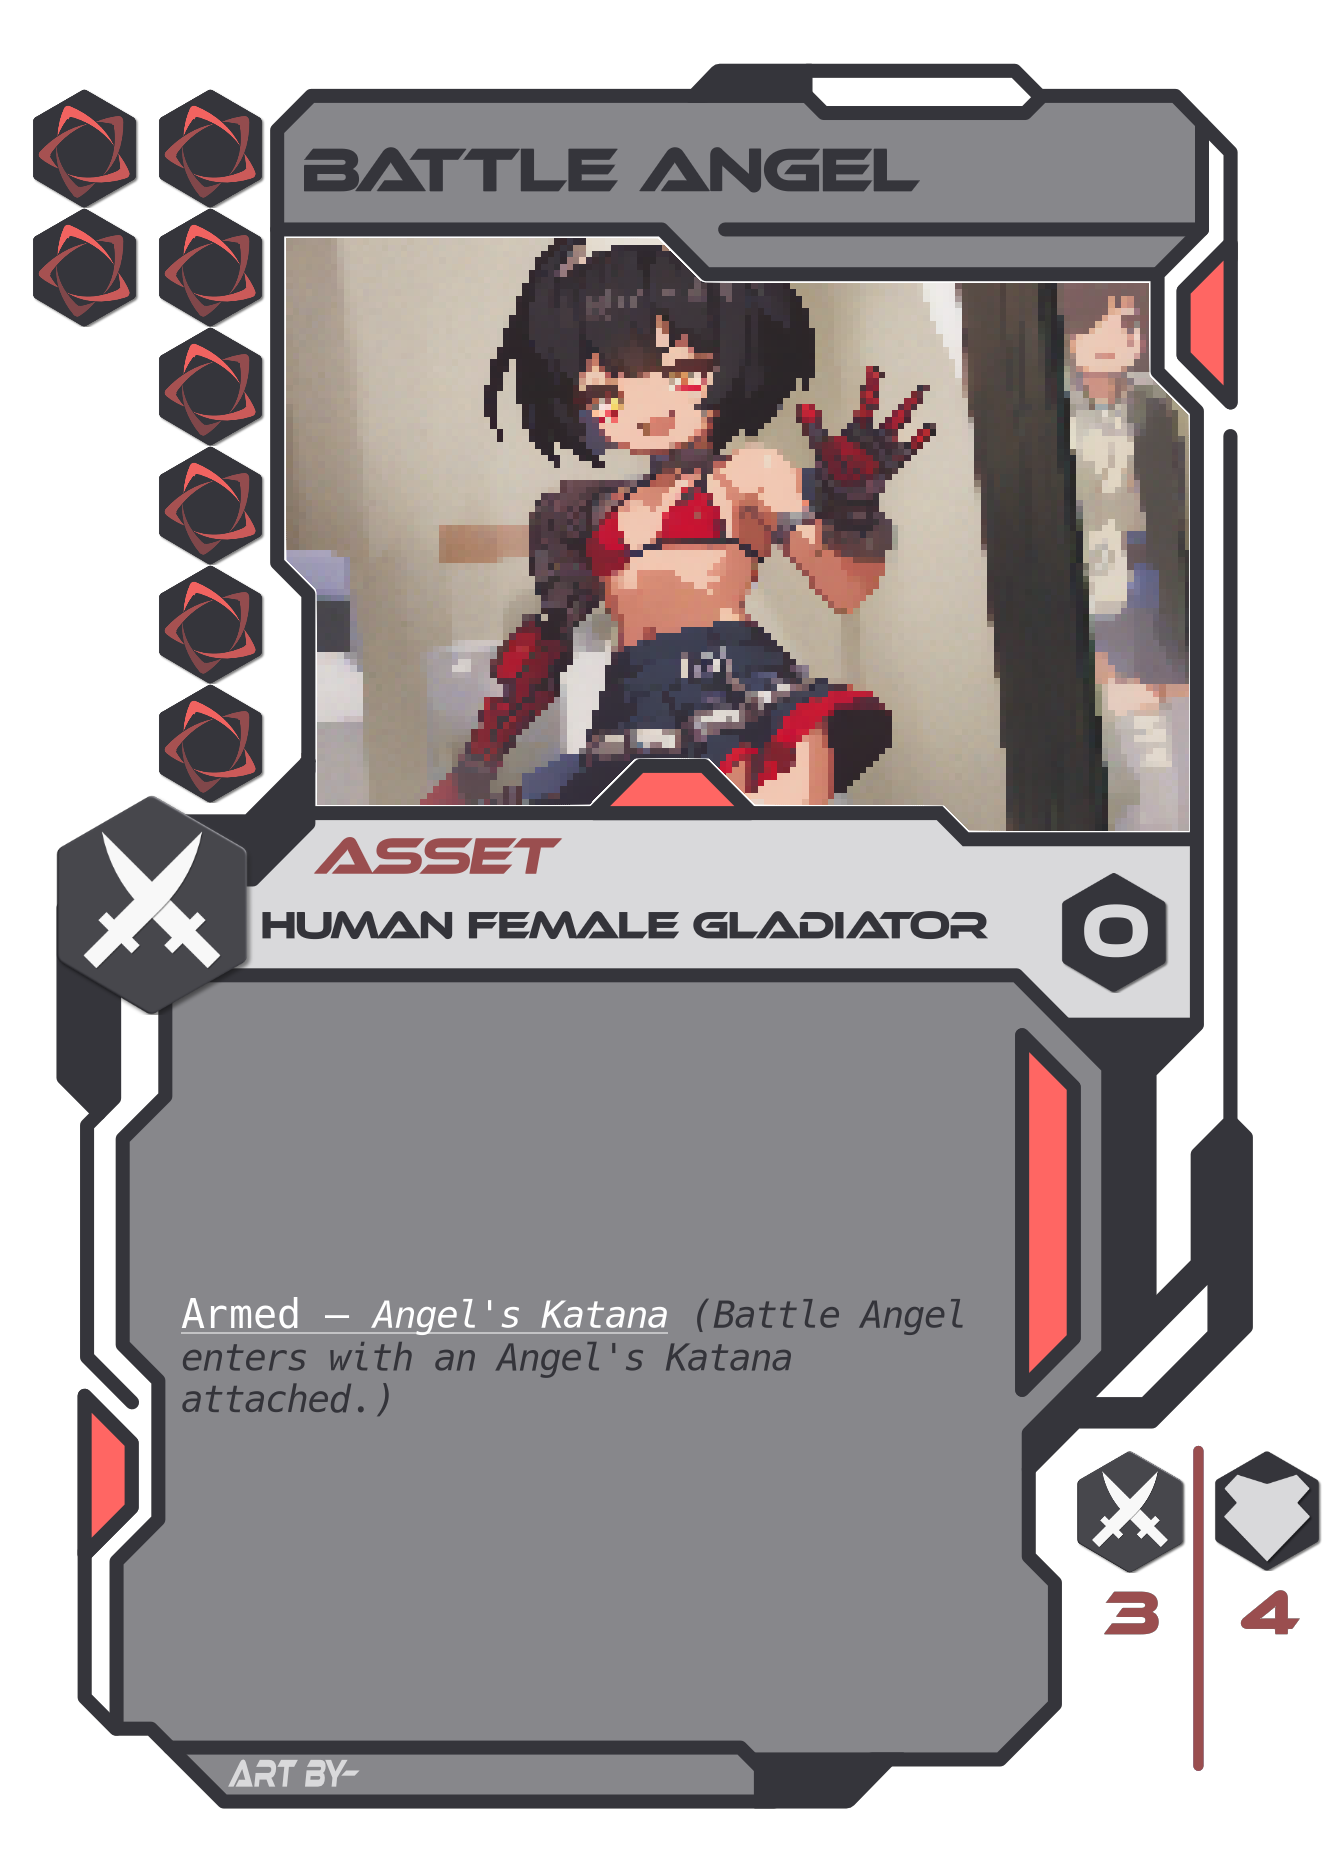 BATTLE ANGEL
ASSET
HUMAN FEMALE GLADIATOR
0
Armed – Angel's Katana (Battle Angel
enters with an Angel's Katana
attached.)
3 4
ART BY-